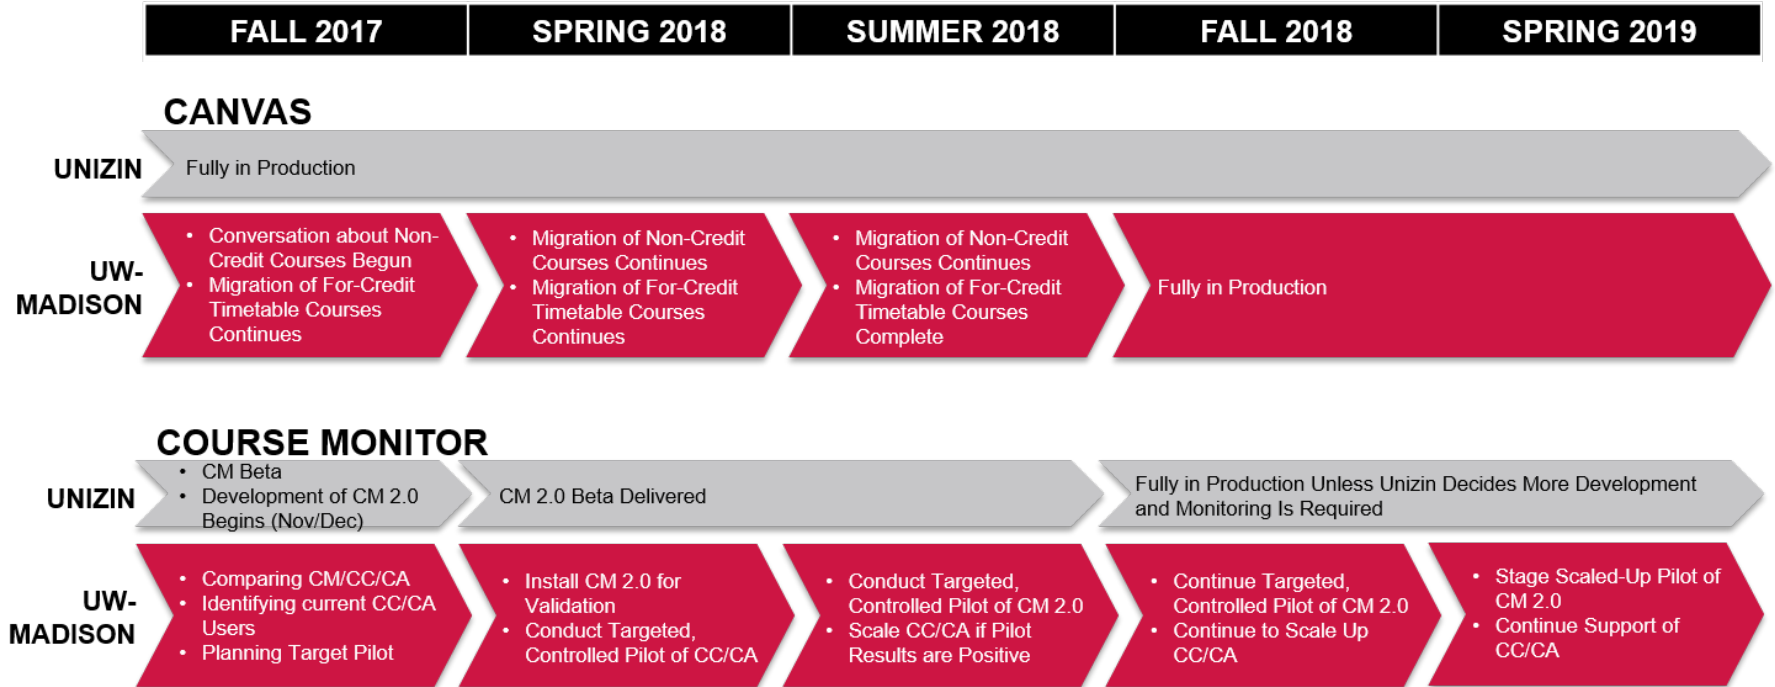 FALL 2017
SPRING 2018
SUMMER 2018
FALL 2018
SPRING 2019
CANVAS
UNIZIN
Fully in Production
UW-
MADISON
• Conversation about Non-
Credit Courses Begun
• Migration of For-Credit
Timetable Courses
Continues
• Migration of Non-Credit
Courses Continues
• Migration of For-Credit
Timetable Courses
Continues
• Migration of Non-Credit
Courses Continues
• Migration of For-Credit
Timetable Courses
Complete
Fully in Production
COURSE MONITOR
UNIZIN
• CM Beta
• Development of CM 2.0
Begins (Nov/Dec)
CM 2.0 Beta Delivered
Fully in Production Unless Unizin Decides More Development
and Monitoring Is Required
UW-
MADISON
• Comparing CM/CC/CA
• Identifying current CC/CA
Users
• Planning Target Pilot
• Install CM 2.0 for
Validation
• Conduct Targeted,
Controlled Pilot of CC/CA
• Conduct Targeted,
Controlled Pilot of CM 2.0
• Scale CC/CA if Pilot
Results are Positive
• Continue Targeted,
Controlled Pilot of CM 2.0
• Continue to Scale Up
CC/CA
• Stage Scaled-Up Pilot of
CM 2.0
• Continue Support of
CC/CA